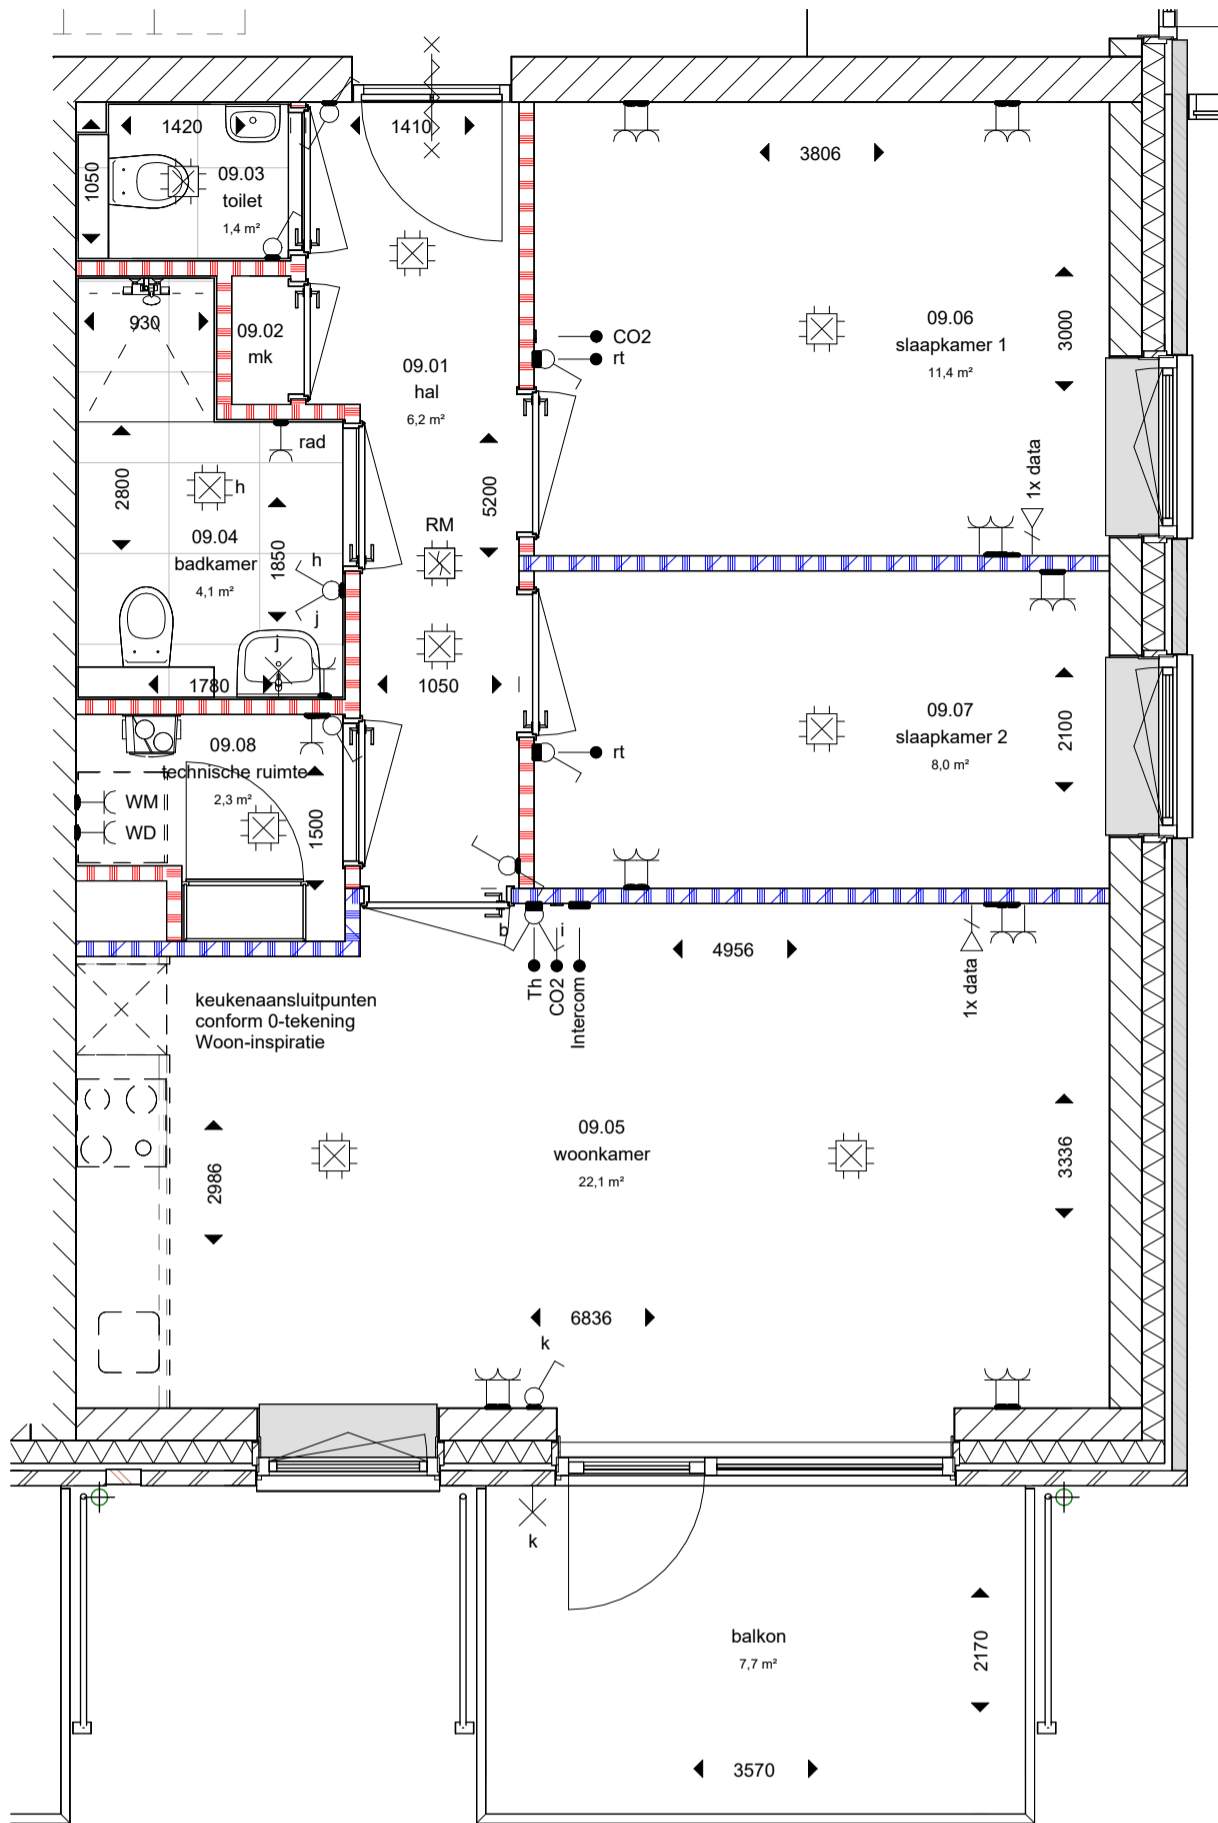 1420
1410
3806
1050
09.03
toilet
1,4 m²
930
09.02
mk
CO2
rt
09.06
slaapkamer 1
11,4 m²
3000
09.01
hal
6,2 m²
rad
2800
h
5200
1x data
RM
09.04
badkamer
4,1 m²
1850
h
j
j
1780
1050
09.07
slaapkamer 2
8,0 m²
2100
09.08
technische ruimte
2,3 m²
rt
WM
WD
1500
b
i
4956
Th
CO2
Intercom
1x data
keukenaansluitpunten
conform 0-tekening
Woon-inspiratie
09.05
woonkamer
22,1 m²
2986
3336
6836
k
k
balkon
7,7 m²
2170
3570